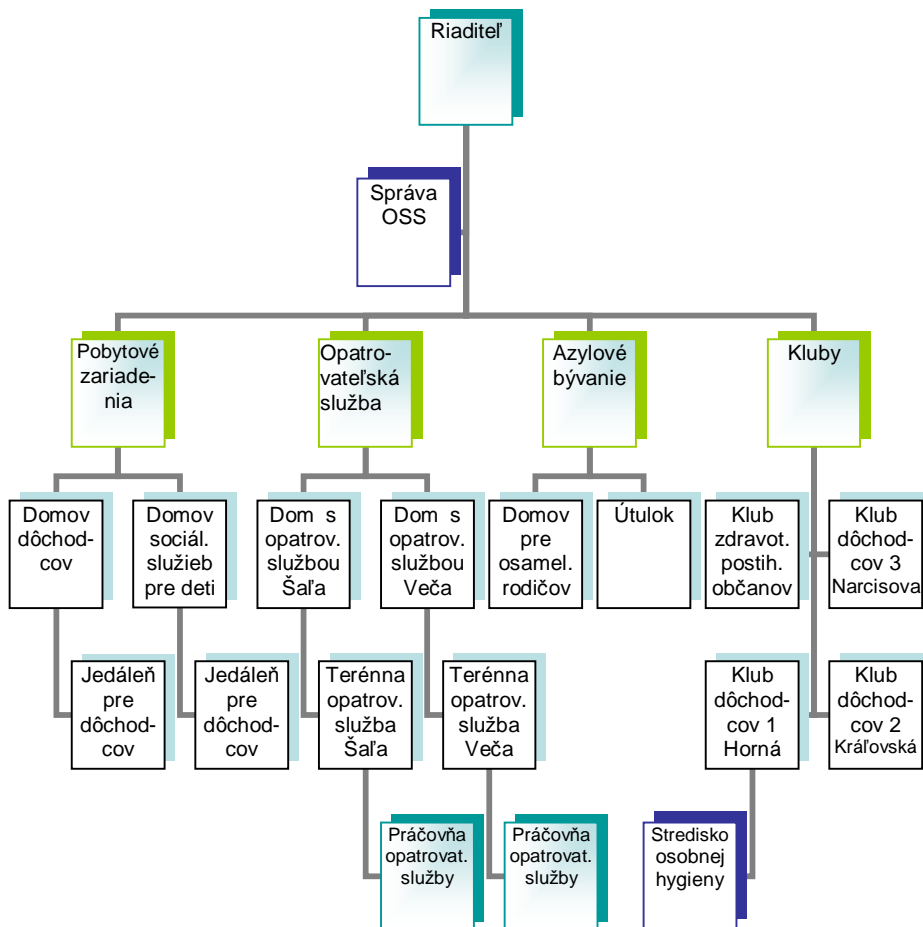 Riaditeľ
Správa
OSS
Pobytové
zariade-
nia
Opatro-
vateľská
služba
Azylové
bývanie
Kluby
Domov
dôchod-
cov
Domov
sociál.
služieb
pre deti
Dom s
opatrov.
službou
Šaľa
Dom s
opatrov.
službou
Veča
Domov
pre
osamel.
rodičov
Útulok
Klub
zdravot.
postih.
občanov
Klub
dôchod-
cov 3
Narcisova
Jedáleň
pre
dôchod-
cov
Jedáleň
pre
dôchod-
cov
Terénna
opatrov.
služba
Šaľa
Terénna
opatrov.
služba
Veča
Klub
dôchod-
cov 1
Horná
Klub
dôchod-
cov 2
Kráľovská
Práčovňa
opatrovat.
služby
Práčovňa
opatrovat.
služby
Stredisko
osobnej
hygieny